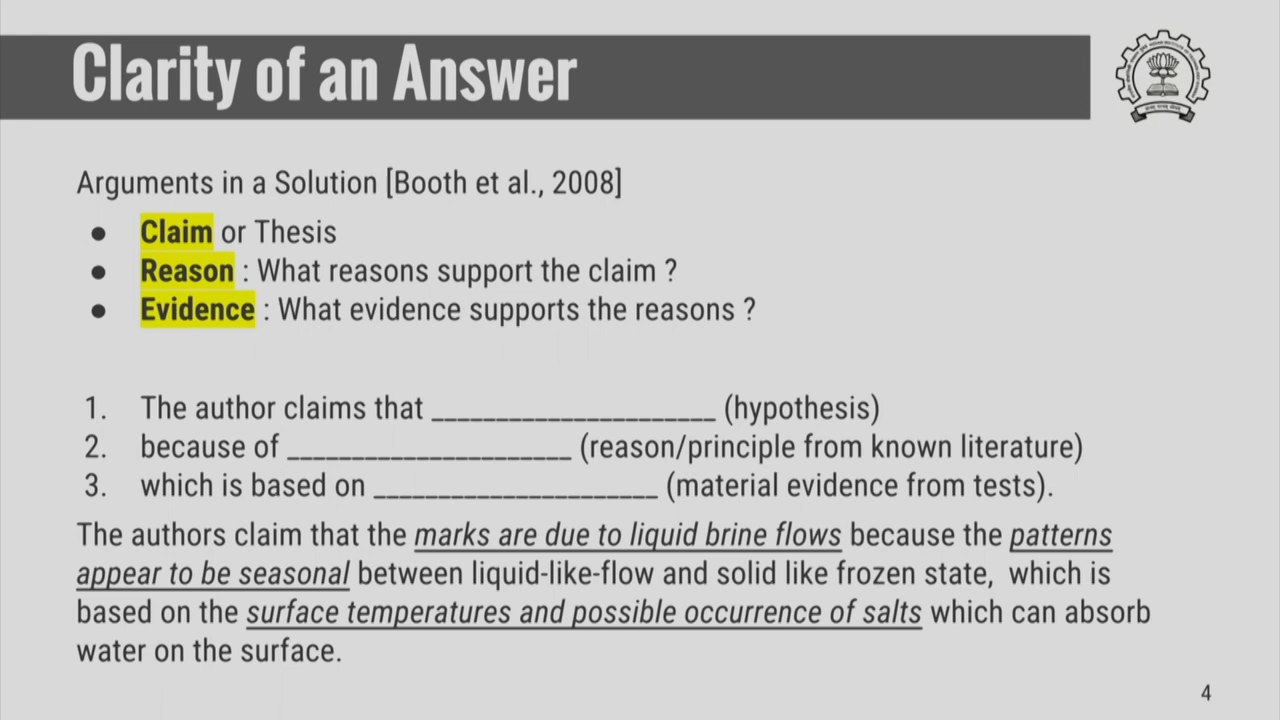 Clarity of an Answer
Arguments in a Solution [Booth et al., 2008]
● Claim or Thesis
● Reason : What reasons support the claim ?
● Evidence : What evidence supports the reasons ?
1. The author claims that ____________________ (hypothesis)
2. because of ____________________ (reason/principle from known literature)
3. which is based on ____________________ (material evidence from tests).
The authors claim that the marks are due to liquid brine flows because the patterns
appear to be seasonal between liquid-like-flow and solid like frozen state, which is
based on the surface temperatures and possible occurrence of salts which can absorb
water on the surface.
4